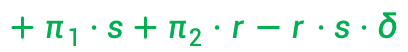 + π₁ · s + π₂ · r − r · s · δ